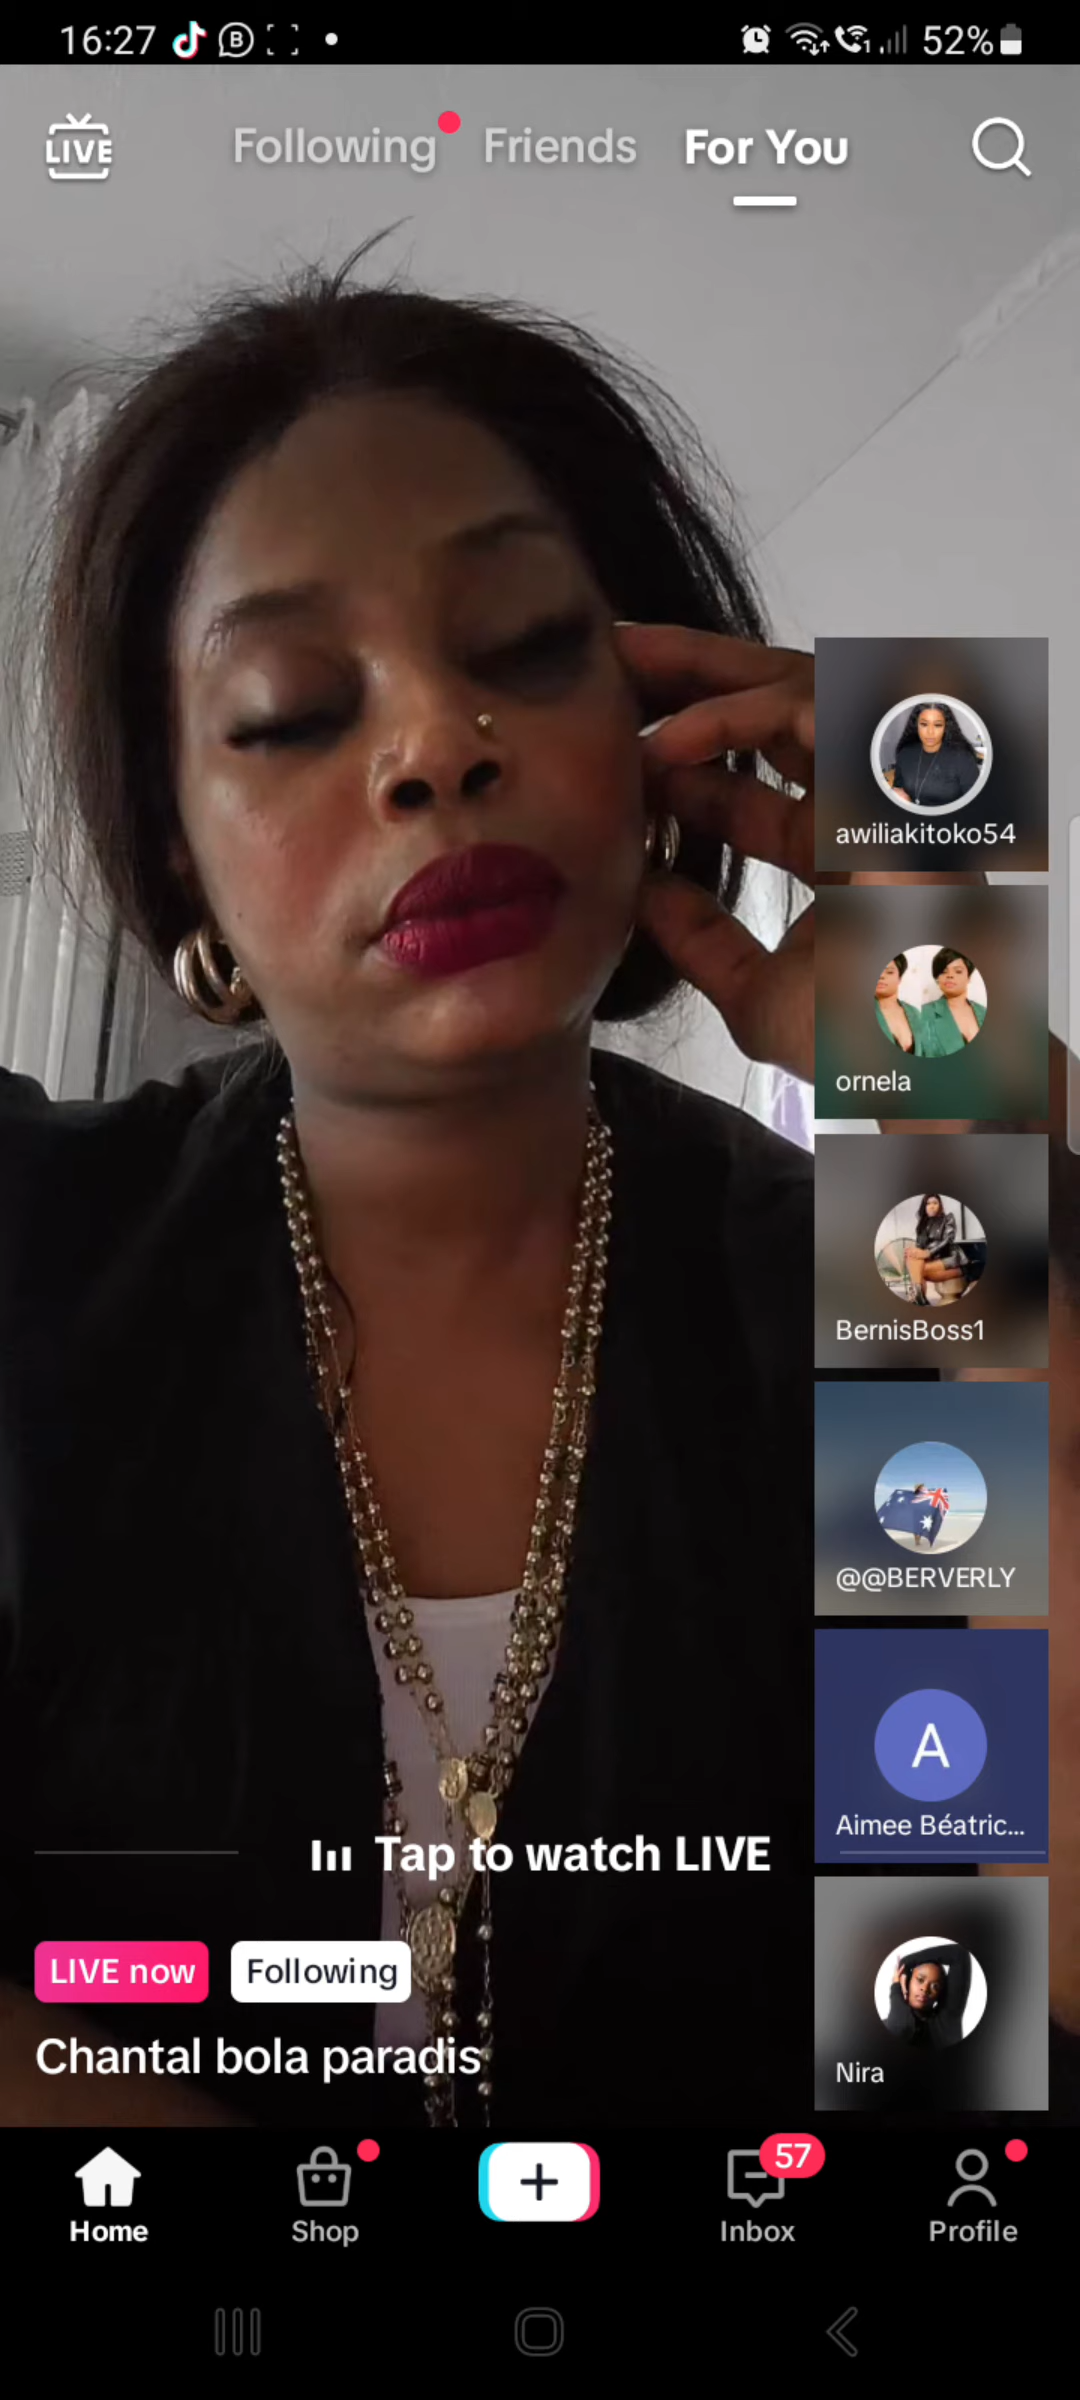 16:27
52%
LIVE
Following
Friends
For You
awiliakitoko54
ornela
BernisBoss1
@@BERVERLY
A
Aimee Béatric...
Nira
Tap to watch LIVE
LIVE now
Following
Chantal bola paradis
57
Home
Shop
Inbox
Profile